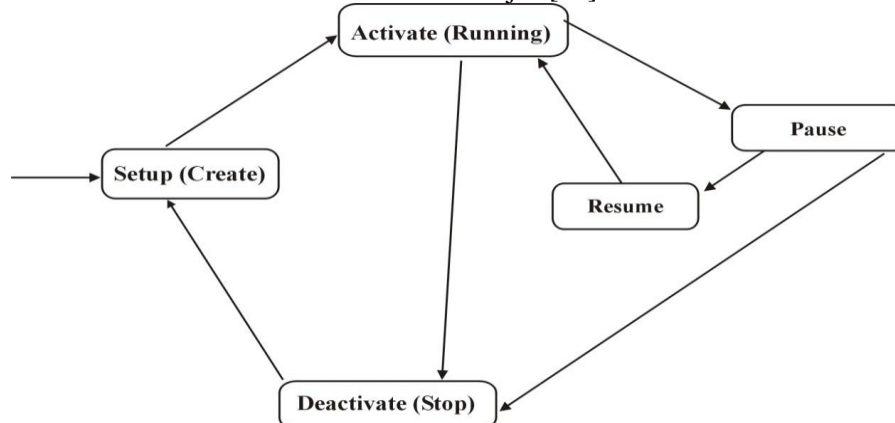 Activate (Running)
Pause
Setup (Create)
Resume
Deactivate (Stop)